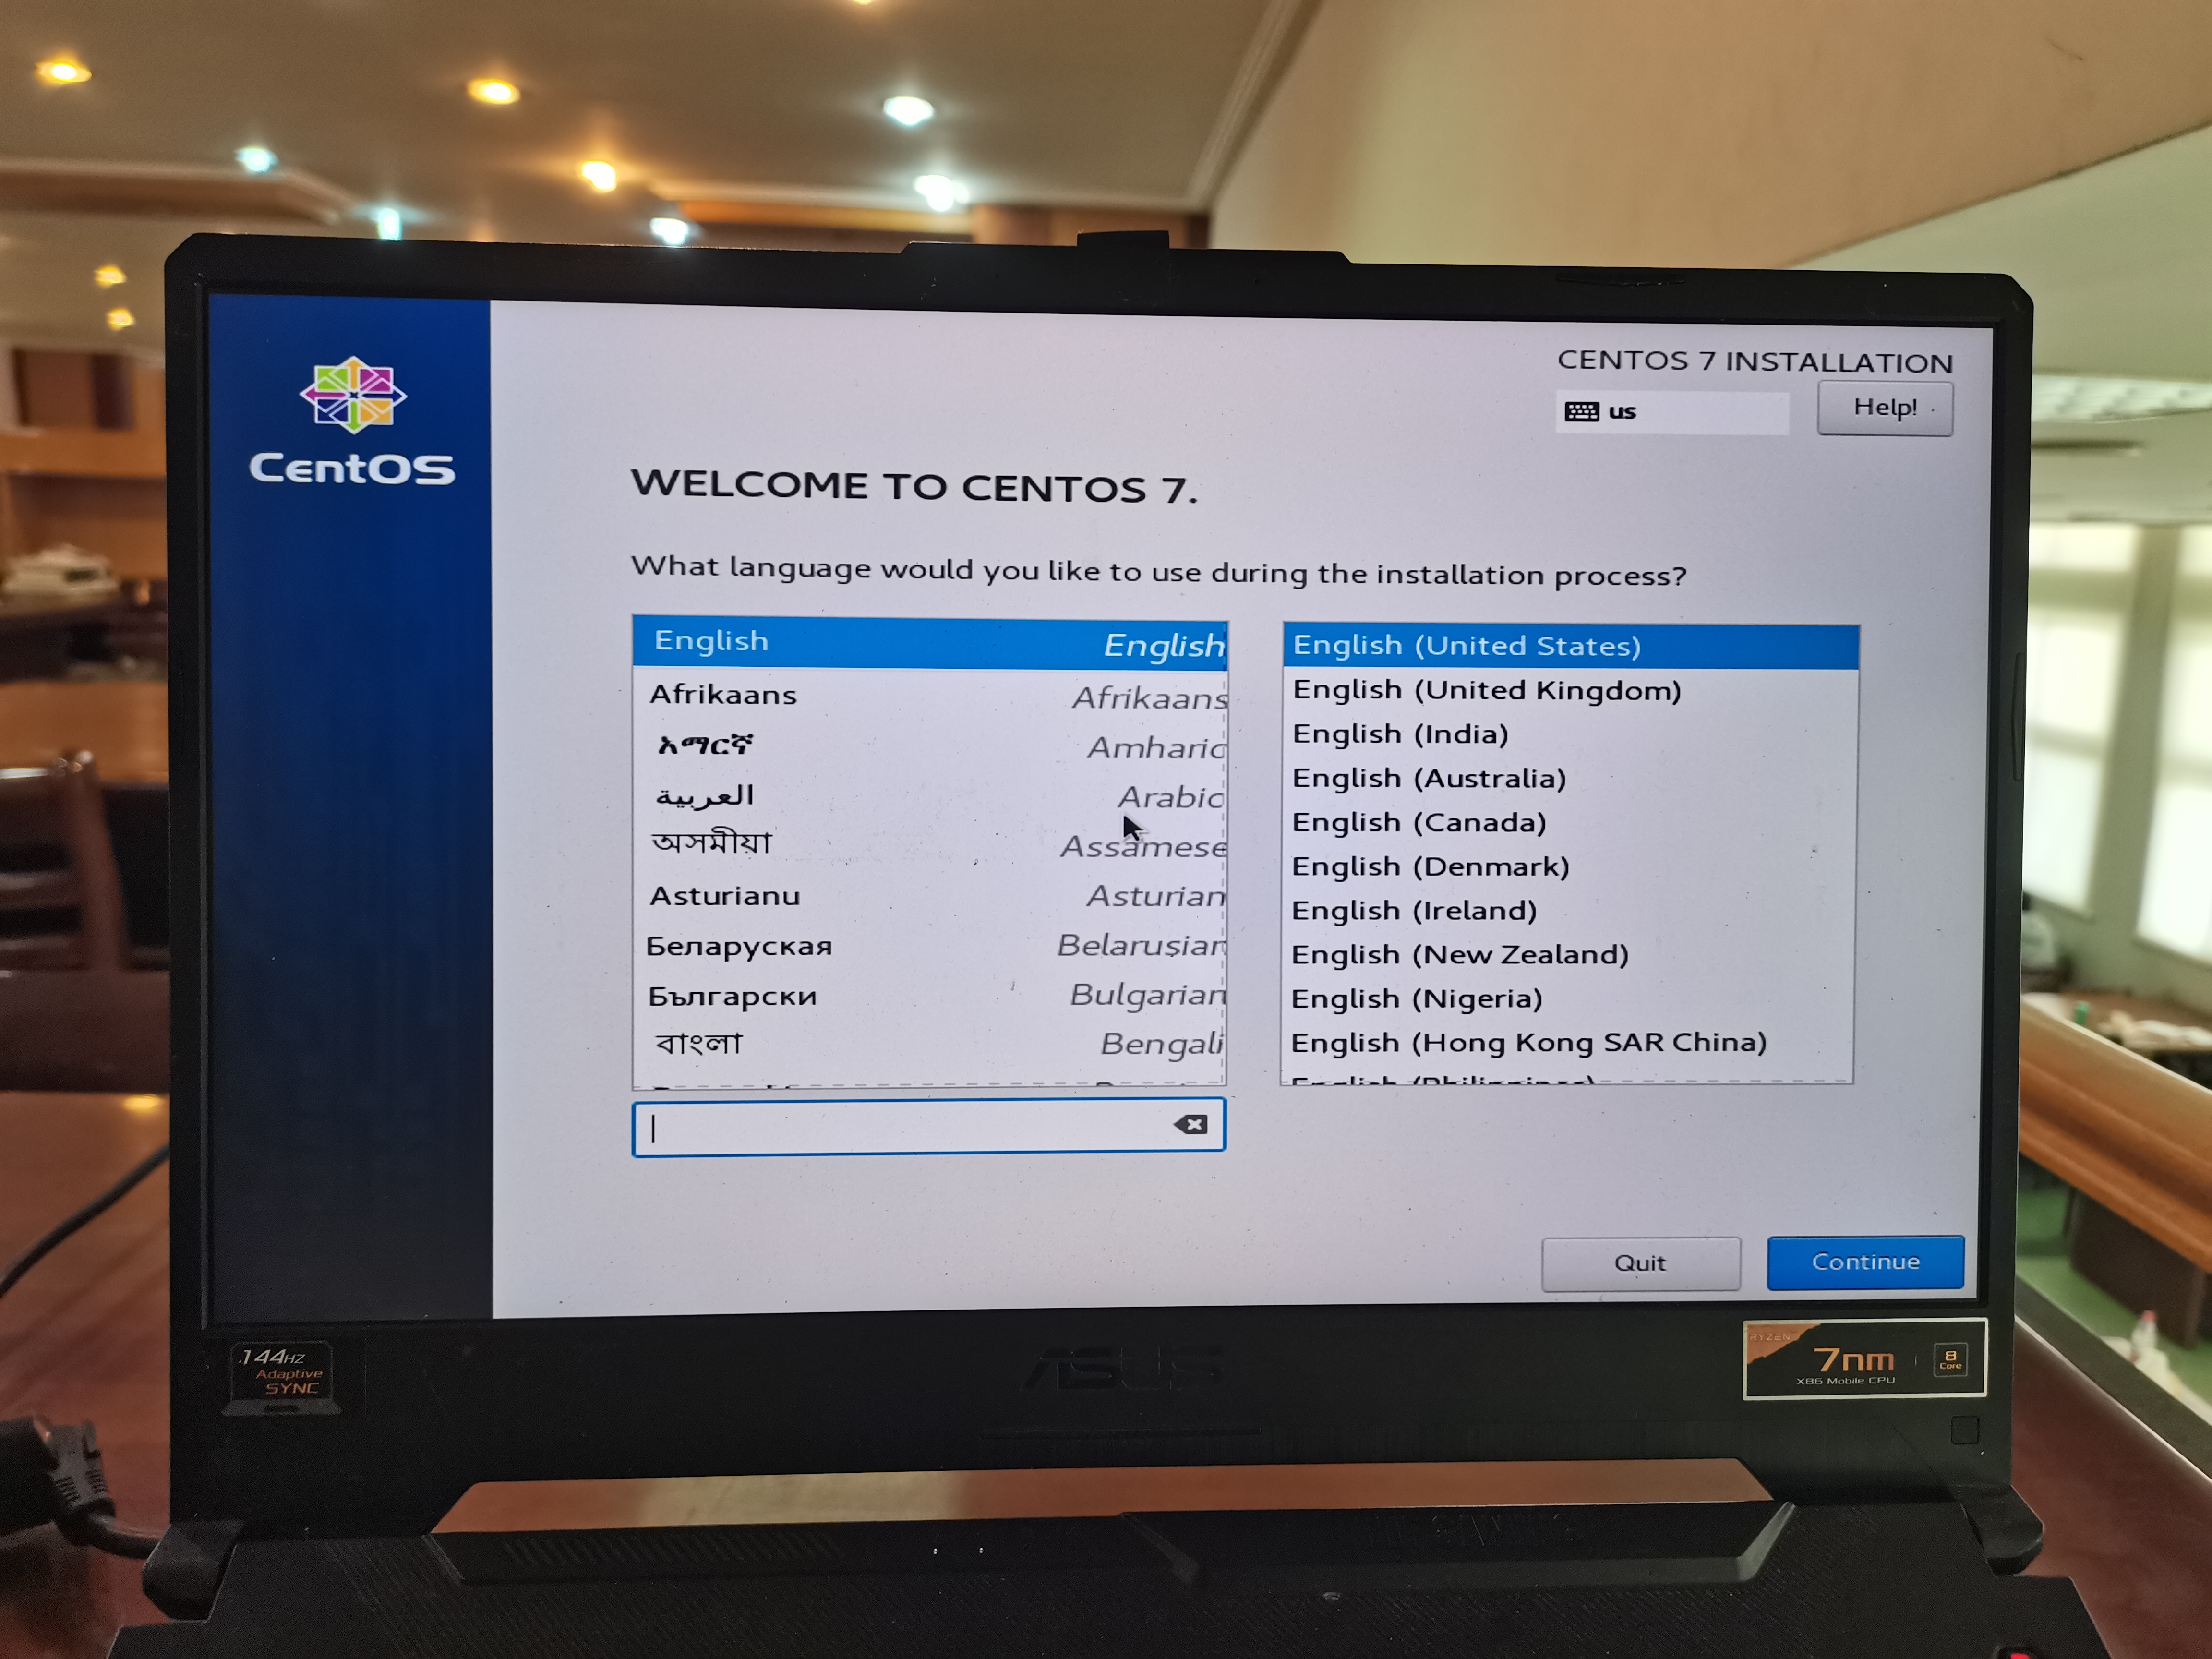 CentOS
CENTOS 7 INSTALLATION
us
Help!
WELCOME TO CENTOS 7.
What language would you like to use during the installation process?
English English
Afrikaans Afrikaans
አማርኛ Amharic
العربية Arabic
অসমীয়া Assamese
Asturianu Asturian
Беларуская Belarusian
Български Bulgarian
বাংলা Bengali
English (United States)
English (United Kingdom)
English (India)
English (Australia)
English (Canada)
English (Denmark)
English (Ireland)
English (New Zealand)
English (Nigeria)
English (Hong Kong SAR China)
English (Philippines)
Quit
Continue
144HZ
Adaptive
SYNC
ASUS
RYZEN
7nm
X86 Mobile CPU
8
Core